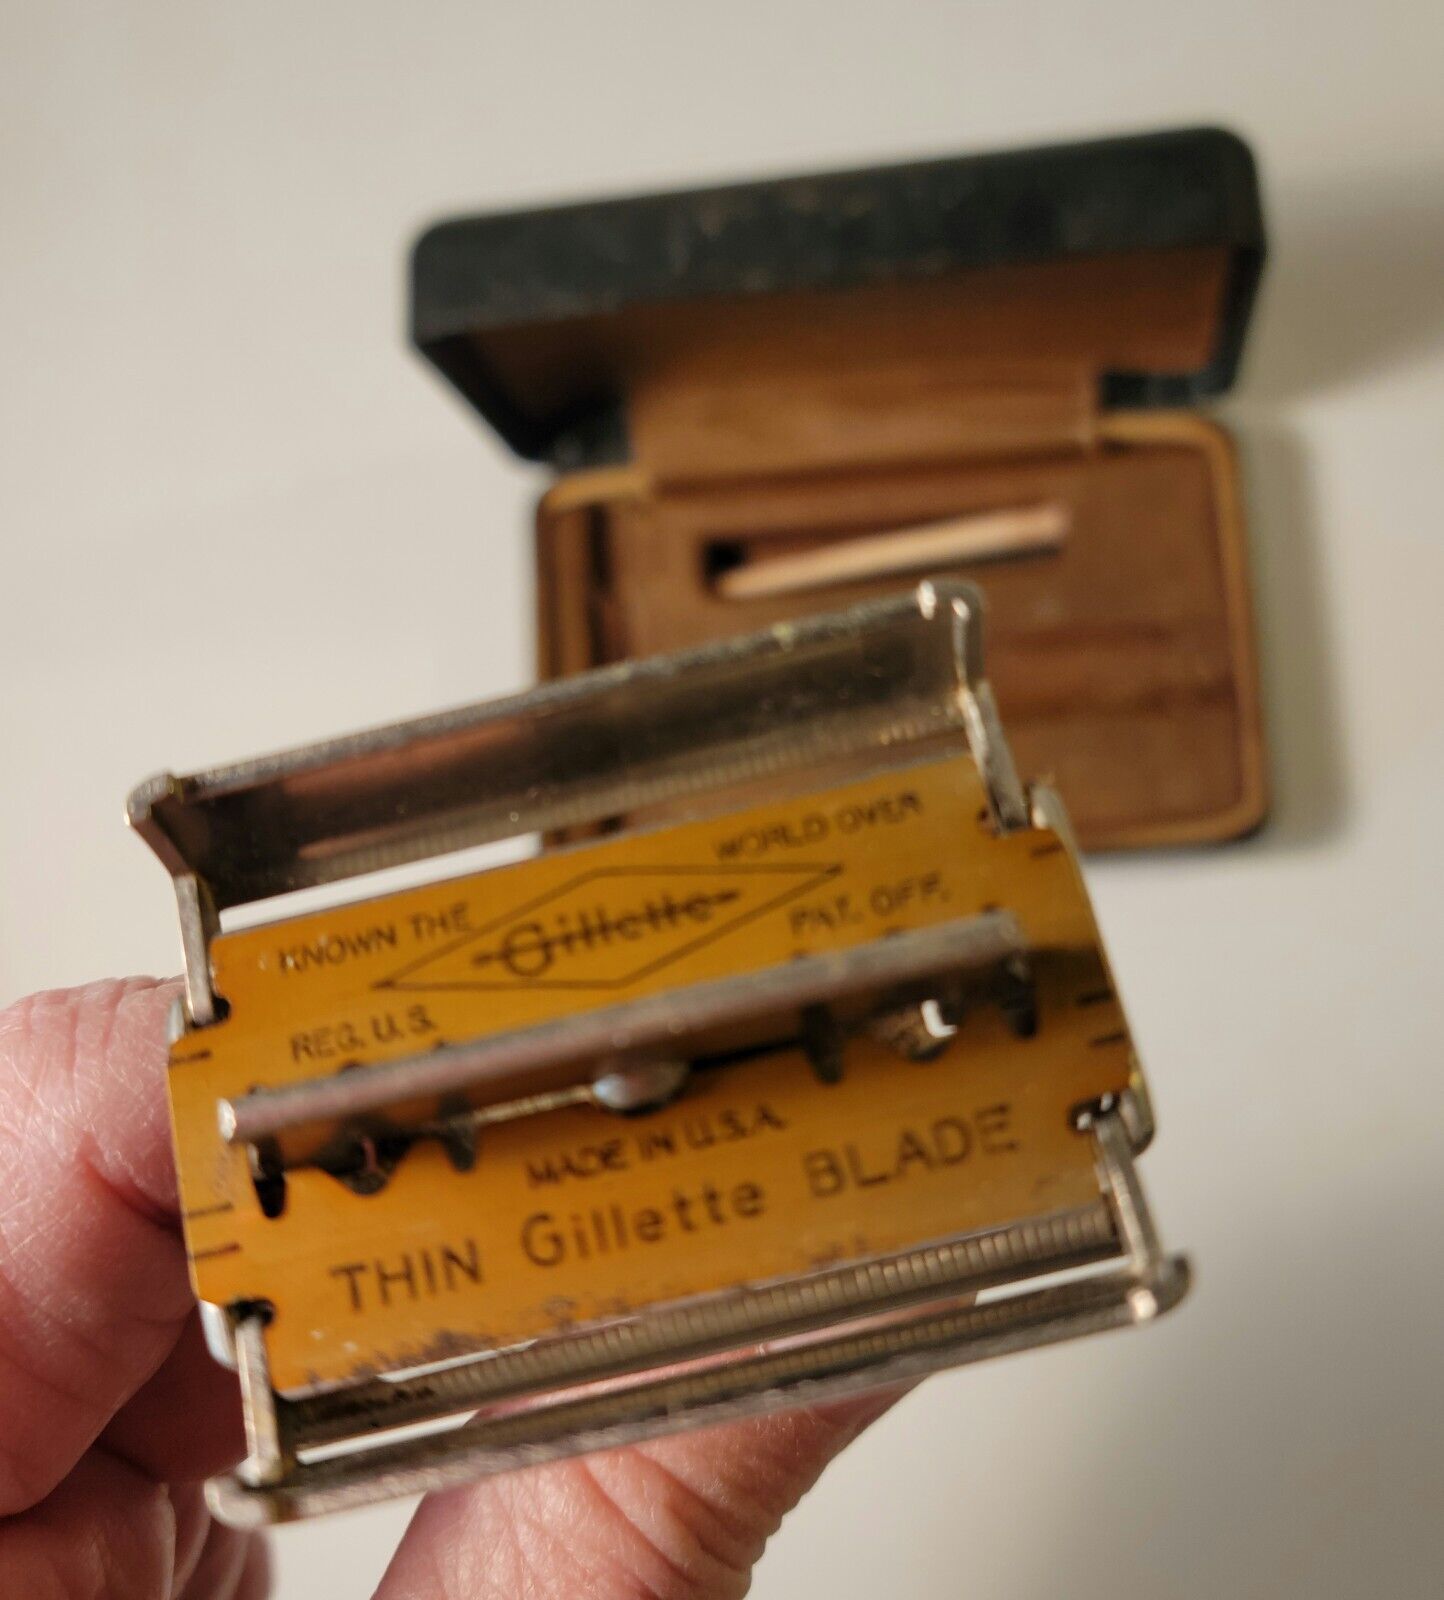 KNOWN THE Gillette WORLD OVER
REG. U.S. PAT. OFF.
MADE IN U.S.A.
THIN Gillette BLADE